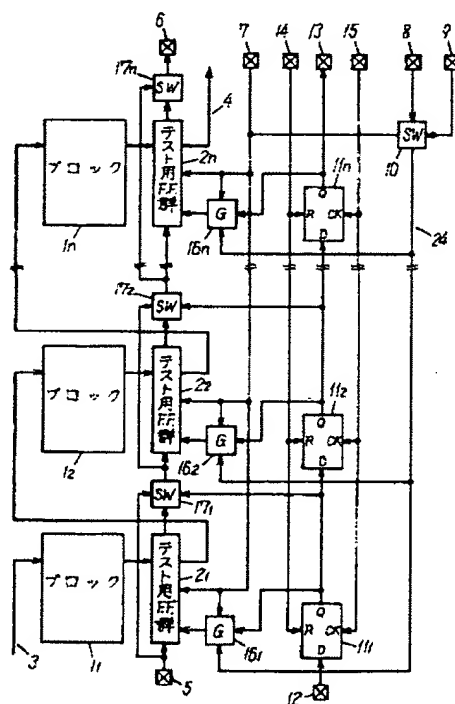 6 7 14 13 15 8 9
17n SW
4
SW 10
ブロック
テスト用F.F.群 2n
11n
Q
R CK
D
G
16n
24
1n
17₂
SW
ブロック
テスト用F.F.群 2₂
11₂
Q
R CK
D
G
16₂
1₂
SW
17₁
ブロック
テスト用F.F.群 2₁
Q
R CK
D
G
16₁
11₁
3 1₁ 5 12